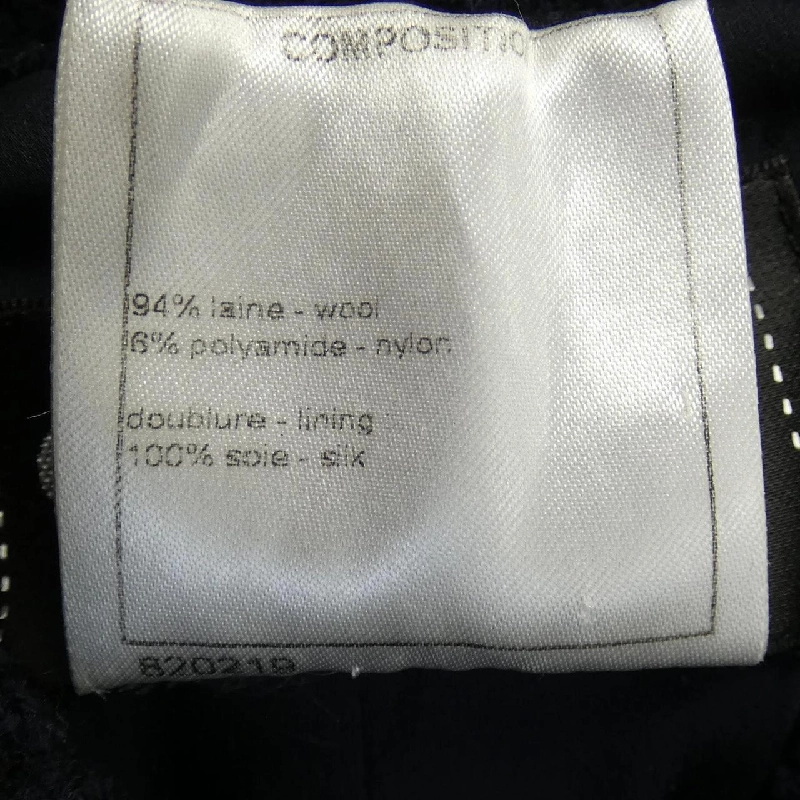 COMPOSITIO
94% laine - wool
6% polyamide - nylon
doublure - lining
100% soie - silk
820219